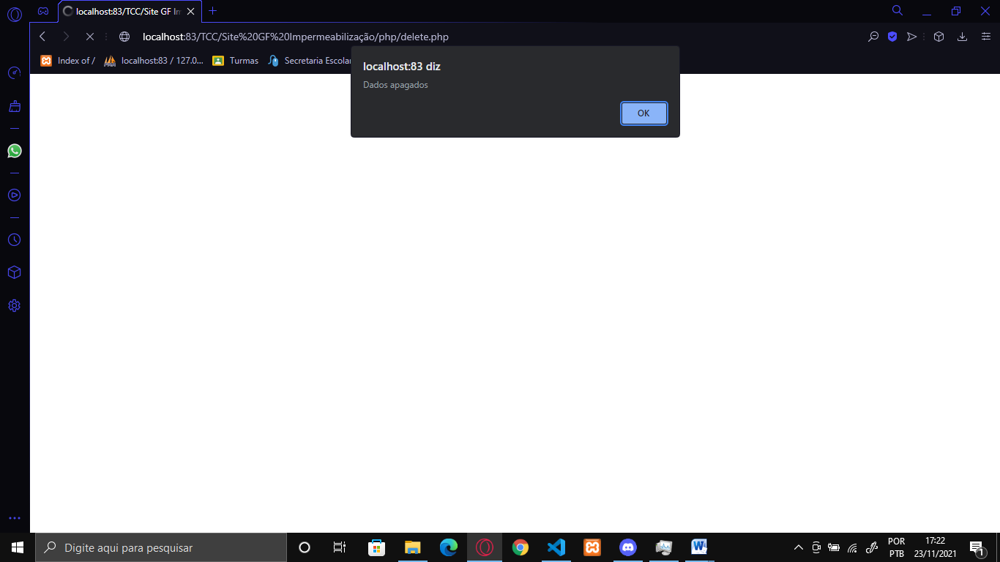 localhost:83/TCC/Site GF Im
localhost:83/TCC/Site%20GF%20Impermeabilização/php/delete.php
Index of /
localhost:83 / 127.0...
Turmas
Secretaria Escolar
localhost:83 diz
Dados apagados
OK
Digite aqui para pesquisar
POR
PTB
17:22
23/11/2021
1